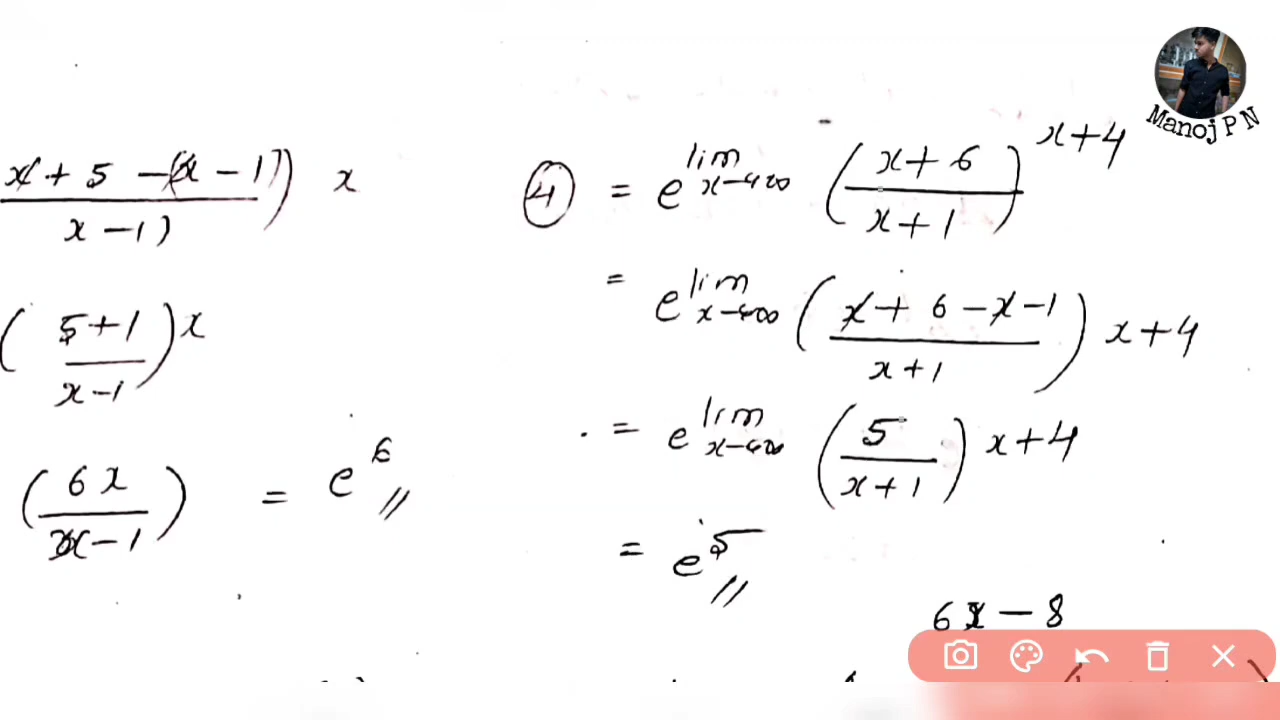 Manoj P N
(x + 5 - (x - 1)) x
x - 1)
(5 + 1) x
x - 1
(6x) = e^6 //
x - 1
④ = e^lim x→∞ (x + 6 / x + 1)^x + 4
= e^lim x→∞ (x + 6 - x - 1 / x + 1) x + 4
= e^lim x→∞ (5 / x + 1) x + 4
= e^5 //
6x - 8